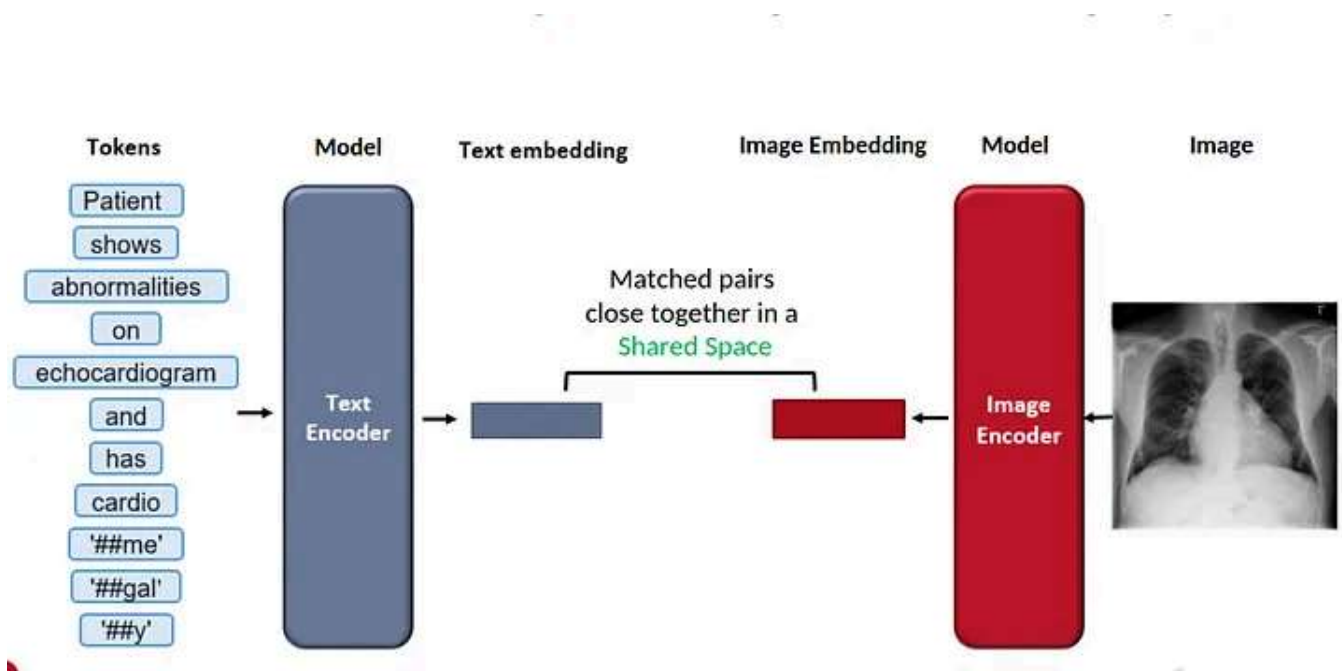 Tokens
Model
Text embedding
Image Embedding
Model
Image
Patient
shows
abnormalities
on
echocardiogram
and
has
cardio
'##me'
'##gal'
'##y'
Text
Encoder
Matched pairs
close together in a
Shared Space
Image
Encoder